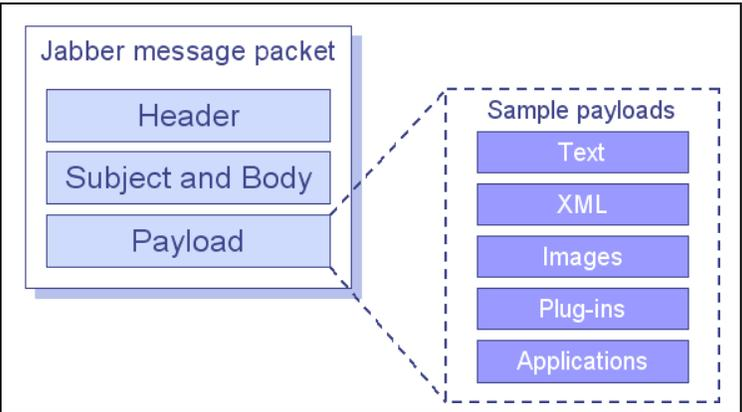 Jabber message packet
Header
Subject and Body
Payload
Sample payloads
Text
XML
Images
Plug-ins
Applications